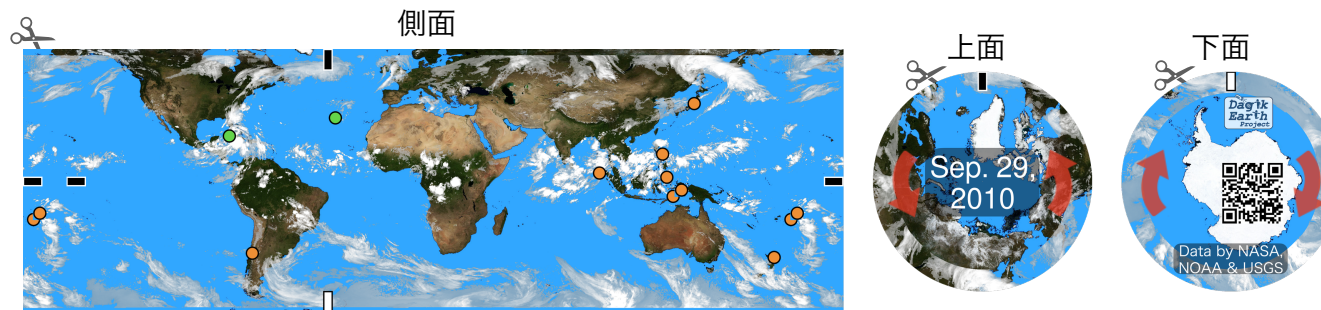 側面
上面
下面
Sep. 29,
2010
Dagik
Earth
Project
Data by NASA,
NOAA & USGS